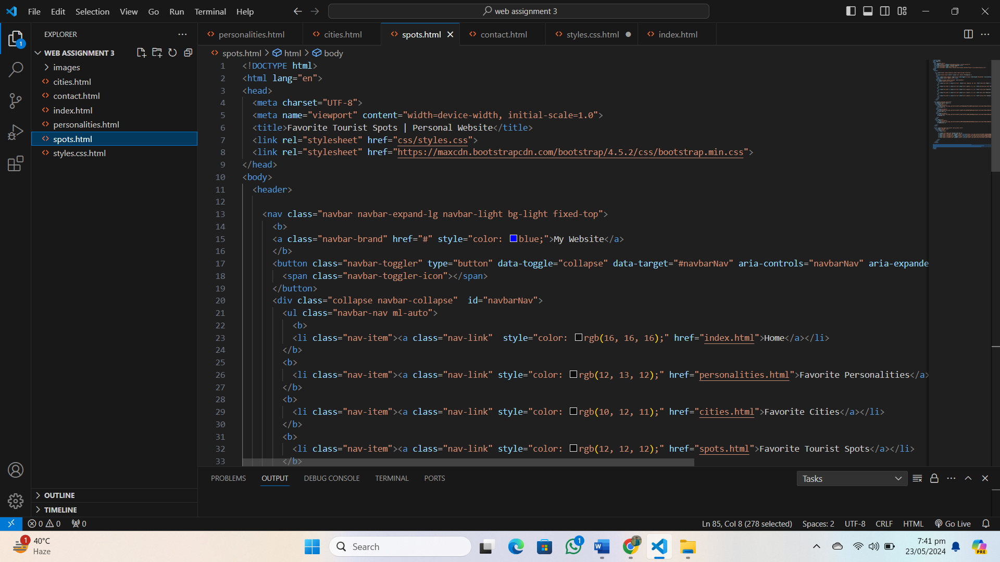 File Edit Selection View Go Run Terminal Help
web assignment 3
EXPLORER
personalities.html
cities.html
spots.html
contact.html
styles.css.html
index.html
WEB ASSIGNMENT 3
images
cities.html
contact.html
index.html
personalities.html
spots.html
styles.css.html
spots.html > html > body
1 <!DOCTYPE html>
2 <html lang="en">
3 <head>
4 <meta charset="UTF-8">
5 <meta name="viewport" content="width=device-width, initial-scale=1.0">
6 <title>Favorite Tourist Spots | Personal Website</title>
7 <link rel="stylesheet" href="css/styles.css">
8 <link rel="stylesheet" href="https://maxcdn.bootstrapcdn.com/bootstrap/4.5.2/css/bootstrap.min.css">
9 </head>
10 <body>
11 <header>
12
13 <nav class="navbar navbar-expand-lg navbar-light bg-light fixed-top">
14 <b>
15 <a class="navbar-brand" href="#" style="color: blue;">My Website</a>
16 </b>
17 <button class="navbar-toggler" type="button" data-toggle="collapse" data-target="#navbarNav" aria-controls="navbarNav" aria-expande
18 <span class="navbar-toggler-icon"></span>
19 </button>
20 <div class="collapse navbar-collapse"  id="navbarNav">
21 <ul class="navbar-nav ml-auto">
22 <b>
23 <li class="nav-item"><a class="nav-link"  style="color: rgb(16, 16, 16);" href="index.html">Home</a></li>
24 </b>
25 <b>
26 <li class="nav-item"><a class="nav-link" style="color: rgb(12, 13, 12);" href="personalities.html">Favorite Personalities</a>
27 </b>
28 <b>
29 <li class="nav-item"><a class="nav-link" style="color: rgb(10, 12, 11);" href="cities.html">Favorite Cities</a></li>
30 </b>
31 <b>
32 <li class="nav-item"><a class="nav-link" style="color: rgb(12, 12, 12);" href="spots.html">Favorite Tourist Spots</a></li>
33 </b>
PROBLEMS OUTPUT DEBUG CONSOLE TERMINAL PORTS
Tasks
OUTLINE
TIMELINE
0 0 0
Ln 85, Col 8 (278 selected) Spaces: 2 UTF-8 CRLF HTML Go Live
1
40°C
Haze
Search
1
PRE
7:41 pm
23/05/2024
1